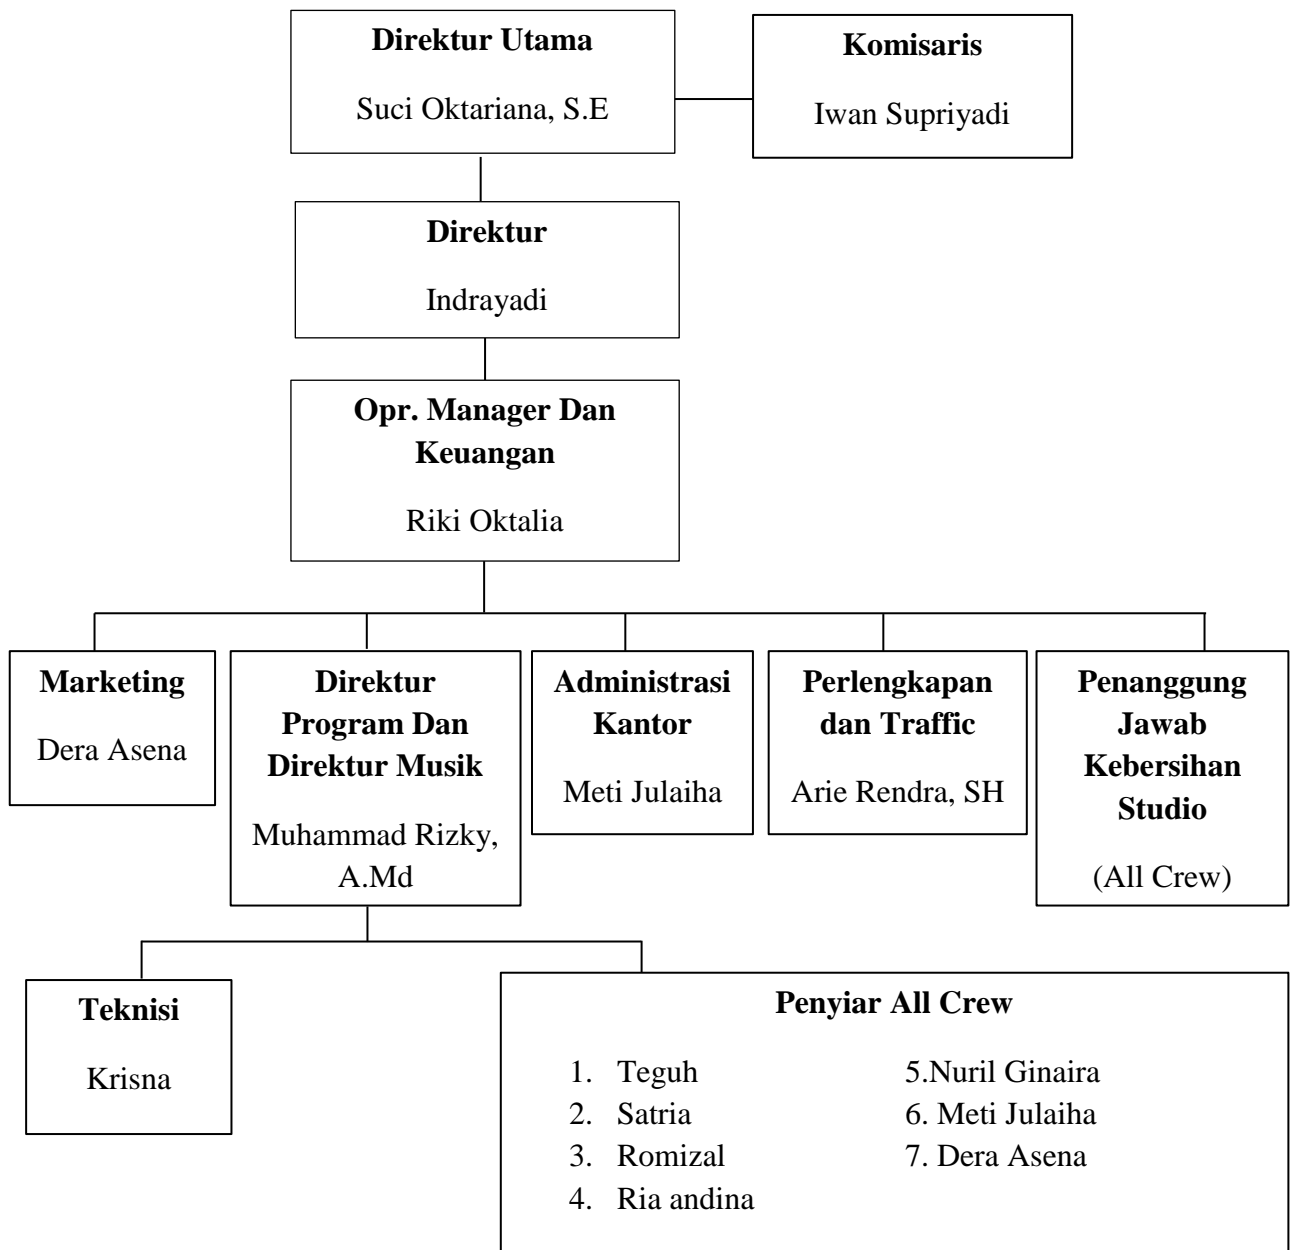 Direktur Utama
Suci Oktariana, S.E
Komisaris
Iwan Supriyadi
Direktur
Indrayadi
Opr. Manager Dan
Keuangan
Riki Oktalia
Marketing
Dera Asena
Direktur
Program Dan
Direktur Musik
Muhammad Rizky,
A.Md
Administrasi
Kantor
Meti Julaiha
Perlengkapan
dan Traffic
Arie Rendra, SH
Penanggung
Jawab
Kebersihan
Studio
(All Crew)
Teknisi
Krisna
Penyiar All Crew
1. Teguh
2. Satria
3. Romizal
4. Ria andina
5.Nuril Ginaira
6. Meti Julaiha
7. Dera Asena